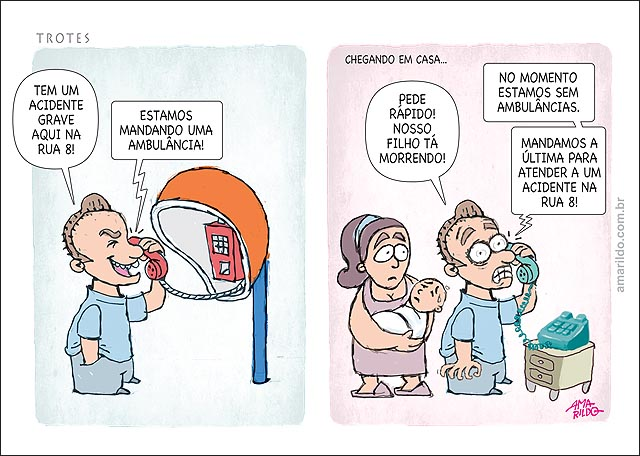 TROTES
TEM UM
ACIDENTE
GRAVE
AQUI NA
RUA 8!
ESTAMOS
MANDANDO UMA
AMBULÂNCIA!
CHEGANDO EM CASA...
PEDE
RÁPIDO!
NOSSO
FILHO TÁ
MORRENDO!
NO MOMENTO
ESTAMOS SEM
AMBULÂNCIAS.
MANDAMOS A
ÚLTIMA PARA
ATENDER A UM
ACIDENTE NA
RUA 8!
amarildo.com.br
AMA
RILDO